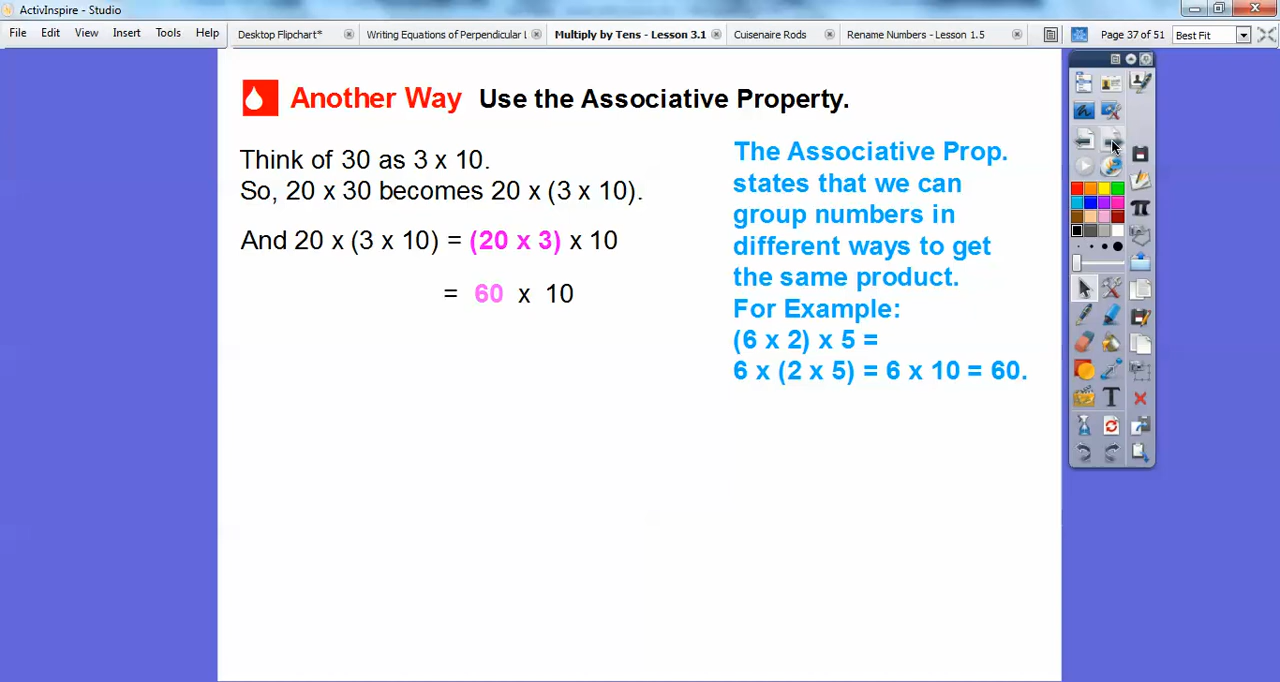 ActivInspire - Studio
File Edit View Insert Tools Help
Desktop Flipchart* Writing Equations of Perpendicular L Multiply by Tens - Lesson 3.1 Cuisenaire Rods Rename Numbers - Lesson 1.5 Page 37 of 51 Best Fit
Another Way Use the Associative Property.
Think of 30 as 3 x 10.
So, 20 x 30 becomes 20 x (3 x 10).
And 20 x (3 x 10) = (20 x 3) x 10
= 60 x 10
The Associative Prop.
states that we can
group numbers in
different ways to get
the same product.
For Example:
(6 x 2) x 5 =
6 x (2 x 5) = 6 x 10 = 60.